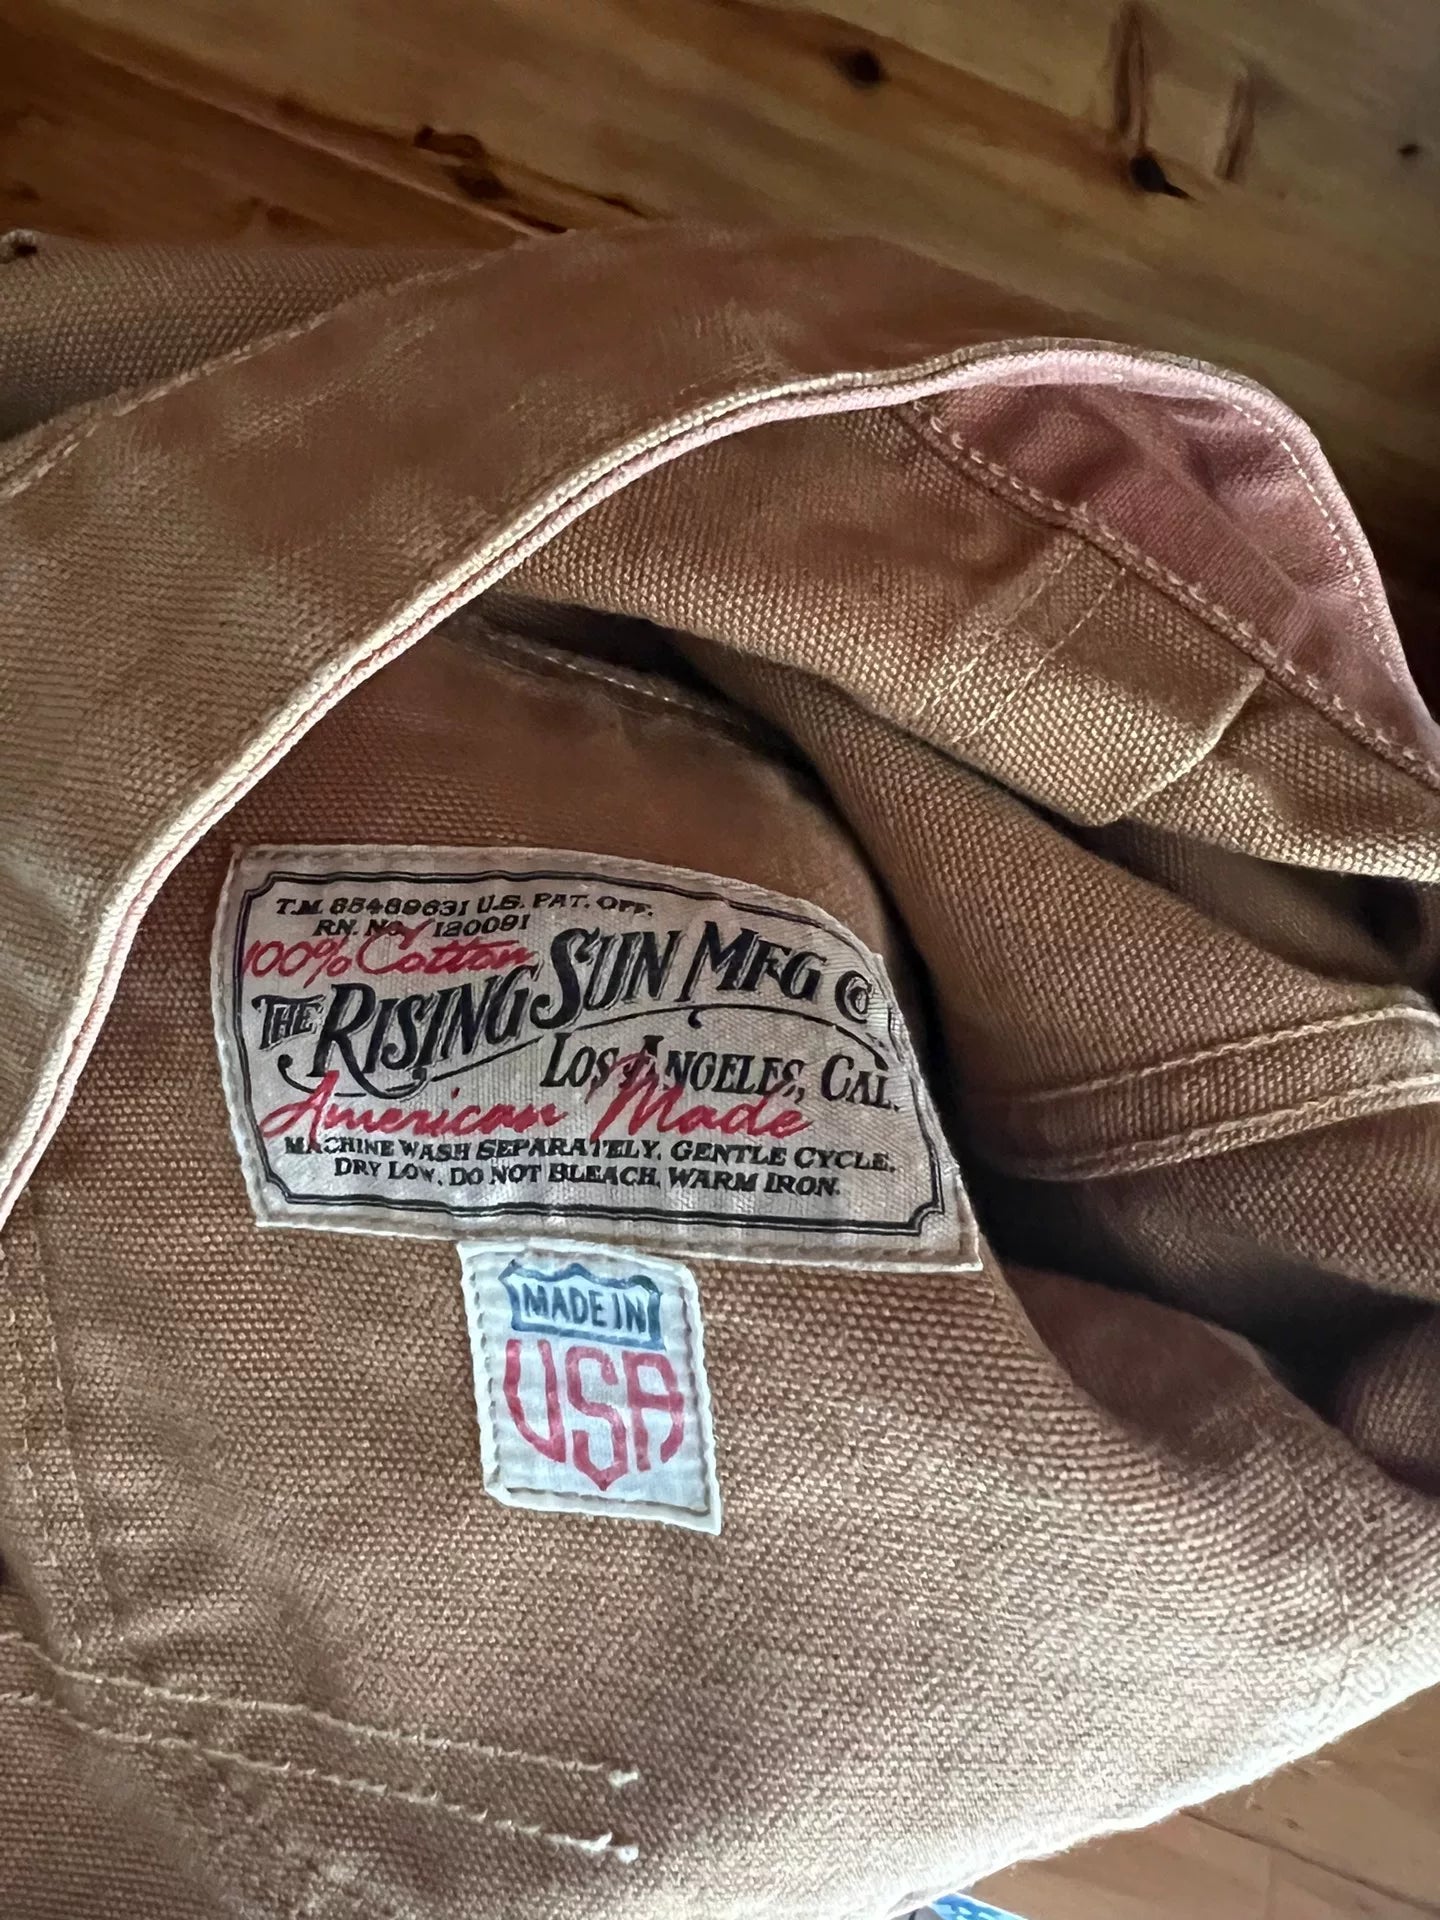 T.M. 85489631 U.S. PAT. OFF.
RN. No. 120091
100% Cotton
THE RISING SUN MFG CO
LOS ANGELES, CAL.
American Made
MACHINE WASH SEPARATELY. GENTLE CYCLE.
DRY LOW. DO NOT BLEACH. WARM IRON.
MADE IN
USA